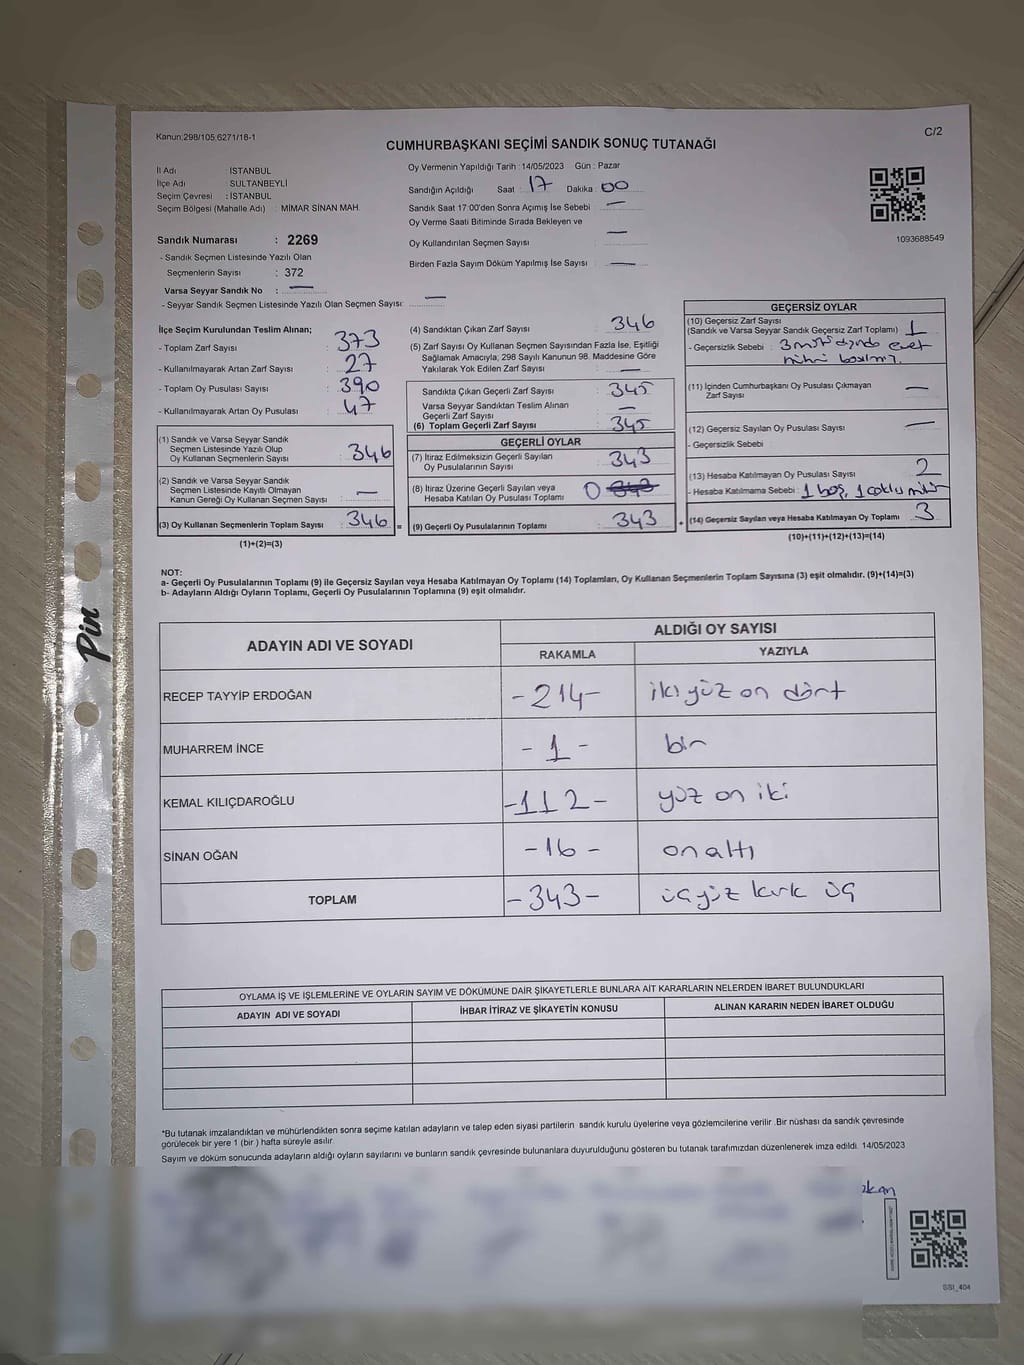 Kanun:298/105,6271/18-1
C/2
CUMHURBAŞKANI SEÇİMİ SANDIK SONUÇ TUTANAĞI
İl Adı : İSTANBUL
İlçe Adı : SULTANBEYLİ
Seçim Çevresi : İSTANBUL
Seçim Bölgesi (Mahalle Adı) : MİMAR SİNAN MAH.
Sandık Numarası : 2269
- Sandık Seçmen Listesinde Yazılı Olan
Seçmenlerin Sayısı : 372
Varsa Seyyar Sandık No : —
- Seyyar Sandık Seçmen Listesinde Yazılı Olan Seçmen Sayısı: —
Oy Vermenin Yapıldığı Tarih : 14/05/2023 Gün : Pazar
Sandığın Açıldığı Saat : 17 Dakika : 00
Sandık Saat 17:00'den Sonra Açımış İse Sebebi : —
Oy Verme Saati Bitiminde Sırada Bekleyen ve
Oy Kullandırılan Seçmen Sayısı : —
Birden Fazla Sayım Döküm Yapılmış İse Sayısı : —
1093688549
İlçe Seçim Kurulundan Teslim Alınan;
- Toplam Zarf Sayısı : 373
- Kullanılmayarak Artan Zarf Sayısı : 27
- Toplam Oy Pusulası Sayısı : 390
- Kullanılmayarak Artan Oy Pusulası : 47
(1) Sandık ve Varsa Seyyar Sandık
Seçmen Listesinde Yazılı Olup
Oy Kullanan Seçmenlerin Sayısı : 346
(2) Sandık ve Varsa Seyyar Sandık
Seçmen Listesinde Kayıtlı Olmayan
Kanun Gereği Oy Kullanan Seçmen Sayısı : —
(3) Oy Kullanan Seçmenlerin Toplam Sayısı : 346 =
(1)+(2)=(3)
(4) Sandıktan Çıkan Zarf Sayısı : 346
(5) Zarf Sayısı Oy Kullanan Seçmen Sayısından Fazla İse, Eşitliği
Sağlamak Amacıyla, 298 Sayılı Kanunun 98. Maddesine Göre
Yakılarak Yok Edilen Zarf Sayısı : —
Sandıkta Çıkan Geçerli Zarf Sayısı : 345
Varsa Seyyar Sandıktan Teslim Alınan
Geçerli Zarf Sayısı : —
(6) Toplam Geçerli Zarf Sayısı : 345
GEÇERLİ OYLAR
(7) İtiraz Edilmeksizin Geçerli Sayılan
Oy Pusulalarının Sayısı : 343
(8) İtiraz Üzerine Geçerli Sayılan veya
Hesaba Katılan Oy Pusulası Toplamı : 0 343
(9) Geçerli Oy Pusulalarının Toplamı : 343 +
GEÇERSİZ OYLAR
(10) Geçersiz Zarf Sayısı
(Sandık ve Varsa Seyyar Sandık Geçersiz Zarf Toplamı) : 1
- Geçersizlik Sebebi : 3 mühür dışında evet
mührü basılmış.
(11) İçinden Cumhurbaşkanı Oy Pusulası Çıkmayan
Zarf Sayısı : —
(12) Geçersiz Sayılan Oy Pusulası Sayısı : —
- Geçersizlik Sebebi
(13) Hesaba Katılmayan Oy Pusulası Sayısı : 2
- Hesaba Katılmama Sebebi : 1 boş, 1 çoklu mühür
(14) Geçersiz Sayılan veya Hesaba Katılmayan Oy Toplamı : 3
(10)+(11)+(12)+(13)=(14)
NOT:
a- Geçerli Oy Pusulalarının Toplamı (9) ile Geçersiz Sayılan veya Hesaba Katılmayan Oy Toplamı (14) Toplamları, Oy Kullanan Seçmenlerin Toplam Sayısına (3) eşit olmalıdır. (9)+(14)=(3)
b- Adayların Aldığı Oyların Toplamı, Geçerli Oy Pusulalarının Toplamına (9) eşit olmalıdır.
ADAYIN ADI VE SOYADI ALDIĞI OY SAYISI
RAKAMLA YAZIYLA
RECEP TAYYİP ERDOĞAN -214- iki yüz on dört
MUHARREM İNCE -1- bir
KEMAL KILIÇDAROĞLU -112- yüz on iki
SİNAN OĞAN -16- on altı
TOPLAM -343- üçyüz kırk üç
OYLAMA İŞ VE İŞLEMLERİNE VE OYLARIN SAYIM VE DÖKÜMÜNE DAİR ŞİKAYETLERLE BUNLARA AİT KARARLARIN NELERDEN İBARET BULUNDUKLARI
ADAYIN ADI VE SOYADI İHBAR İTİRAZ VE ŞİKAYETİN KONUSU ALINAN KARARIN NEDEN İBARET OLDUĞU
*Bu tutanak imzalandıktan ve mühürlendikten sonra seçime katılan adayların ve talep eden siyasi partilerin sandık kurulu üyelerine veya gözlemcilerine verilir .Bir nüshası da sandık çevresinde
görülecek bir yere 1 (bir ) hafta süreyle asılır.
Sayım ve döküm sonucunda adayların aldığı oyların sayılarını ve bunların sandık çevresinde bulunanlara duyurulduğunu gösteren bu tutanak tarafımızdan düzenlenerek imza edildi. 14/05/2023
SSI_404
Pin